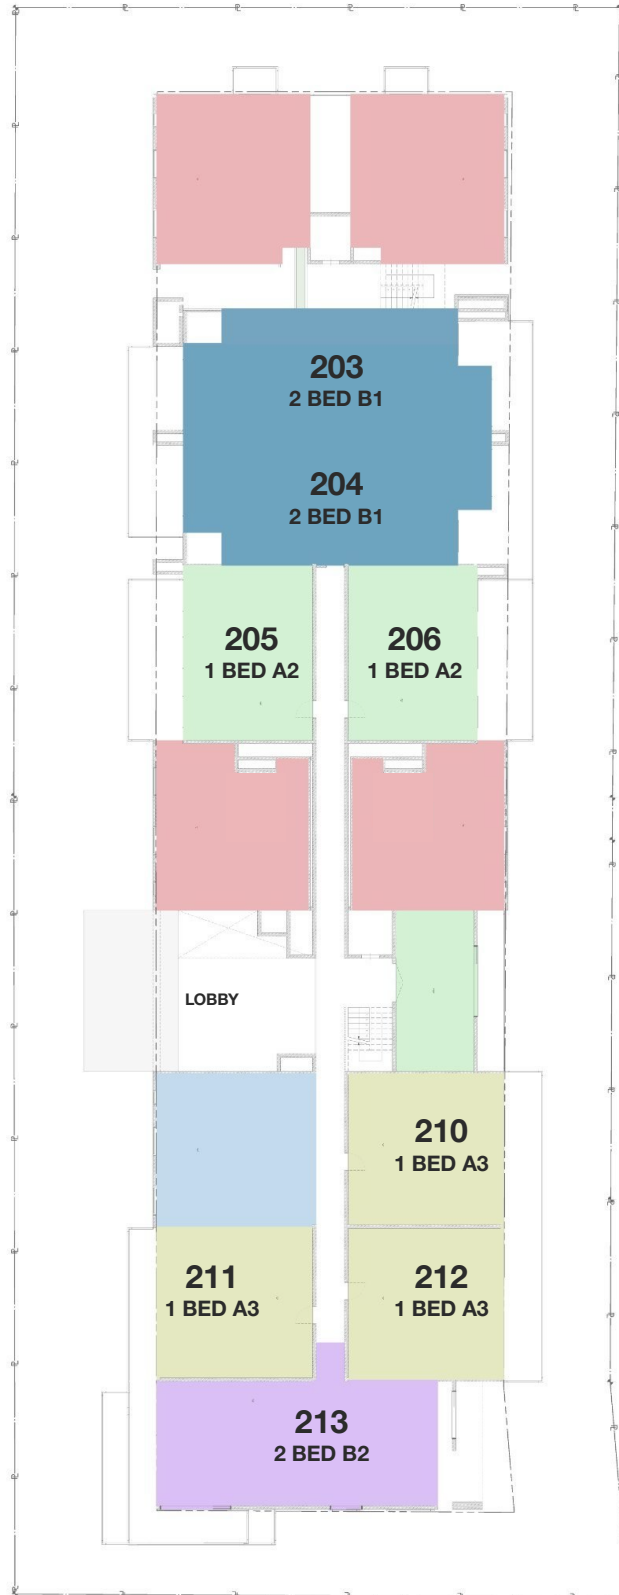 203
2 BED B1
204
2 BED B1
205
1 BED A2
206
1 BED A2
LOBBY
210
1 BED A3
211
1 BED A3
212
1 BED A3
213
2 BED B2